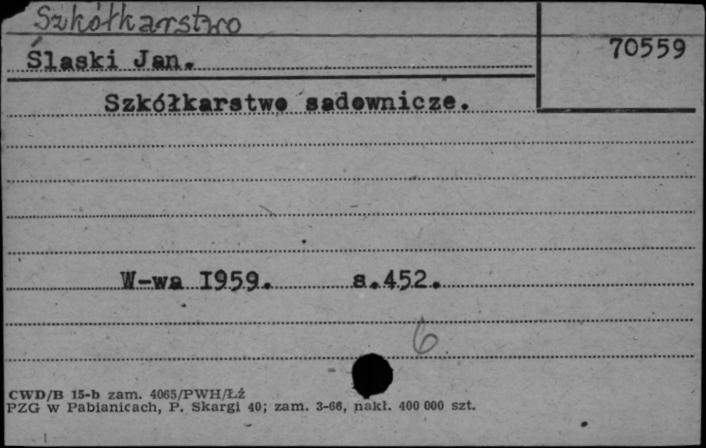 Szkółkarstwo
Ślaski Jan.
70559
Szkółkarstwo sadownicze.
W-wa I959. s.452.
6
CWD/B 15-b zam. 4065/PWH/Łź
PZG w Pabianicach, P. Skargi 40; zam. 3-66, nakł. 400 000 szt.